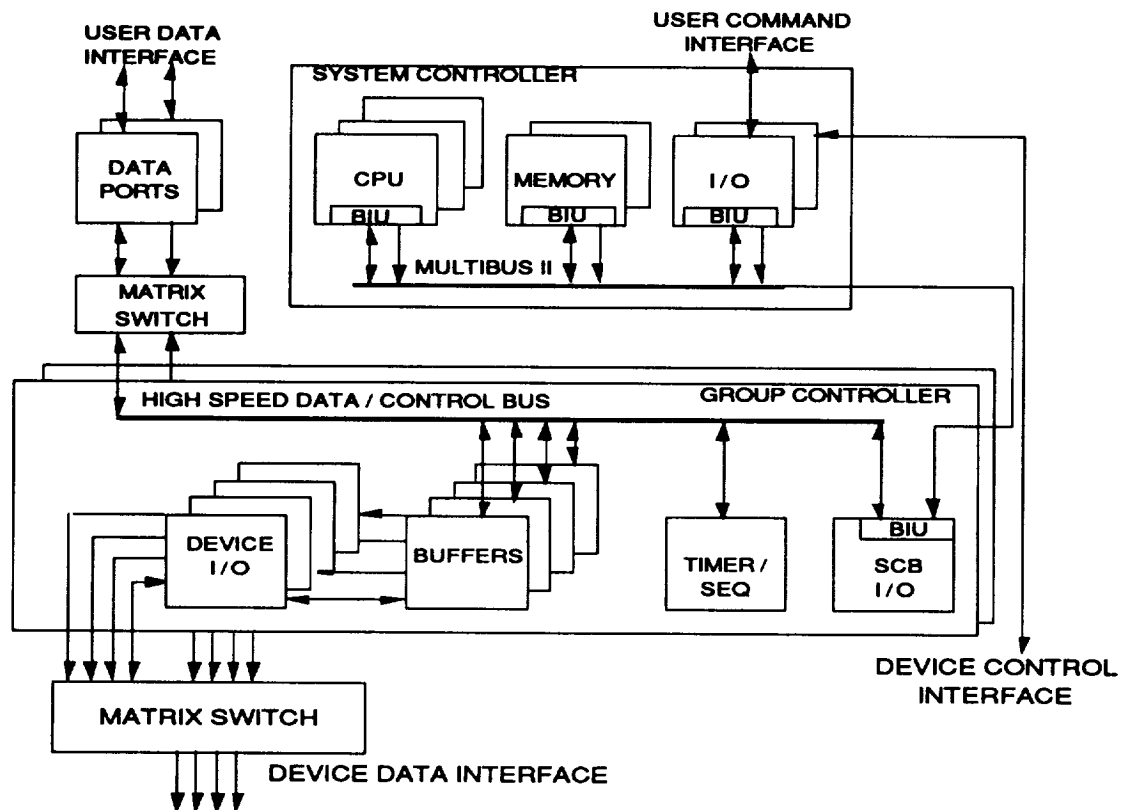 USER DATA
INTERFACE
USER COMMAND
INTERFACE
SYSTEM CONTROLLER
DATA
PORTS
CPU
BIU
MEMORY
BIU
I/O
BIU
MULTIBUS II
MATRIX
SWITCH
HIGH SPEED DATA / CONTROL BUS
GROUP CONTROLLER
DEVICE
I/O
BUFFERS
TIMER /
SEQ
BIU
SCB
I/O
DEVICE CONTROL
INTERFACE
MATRIX SWITCH
DEVICE DATA INTERFACE